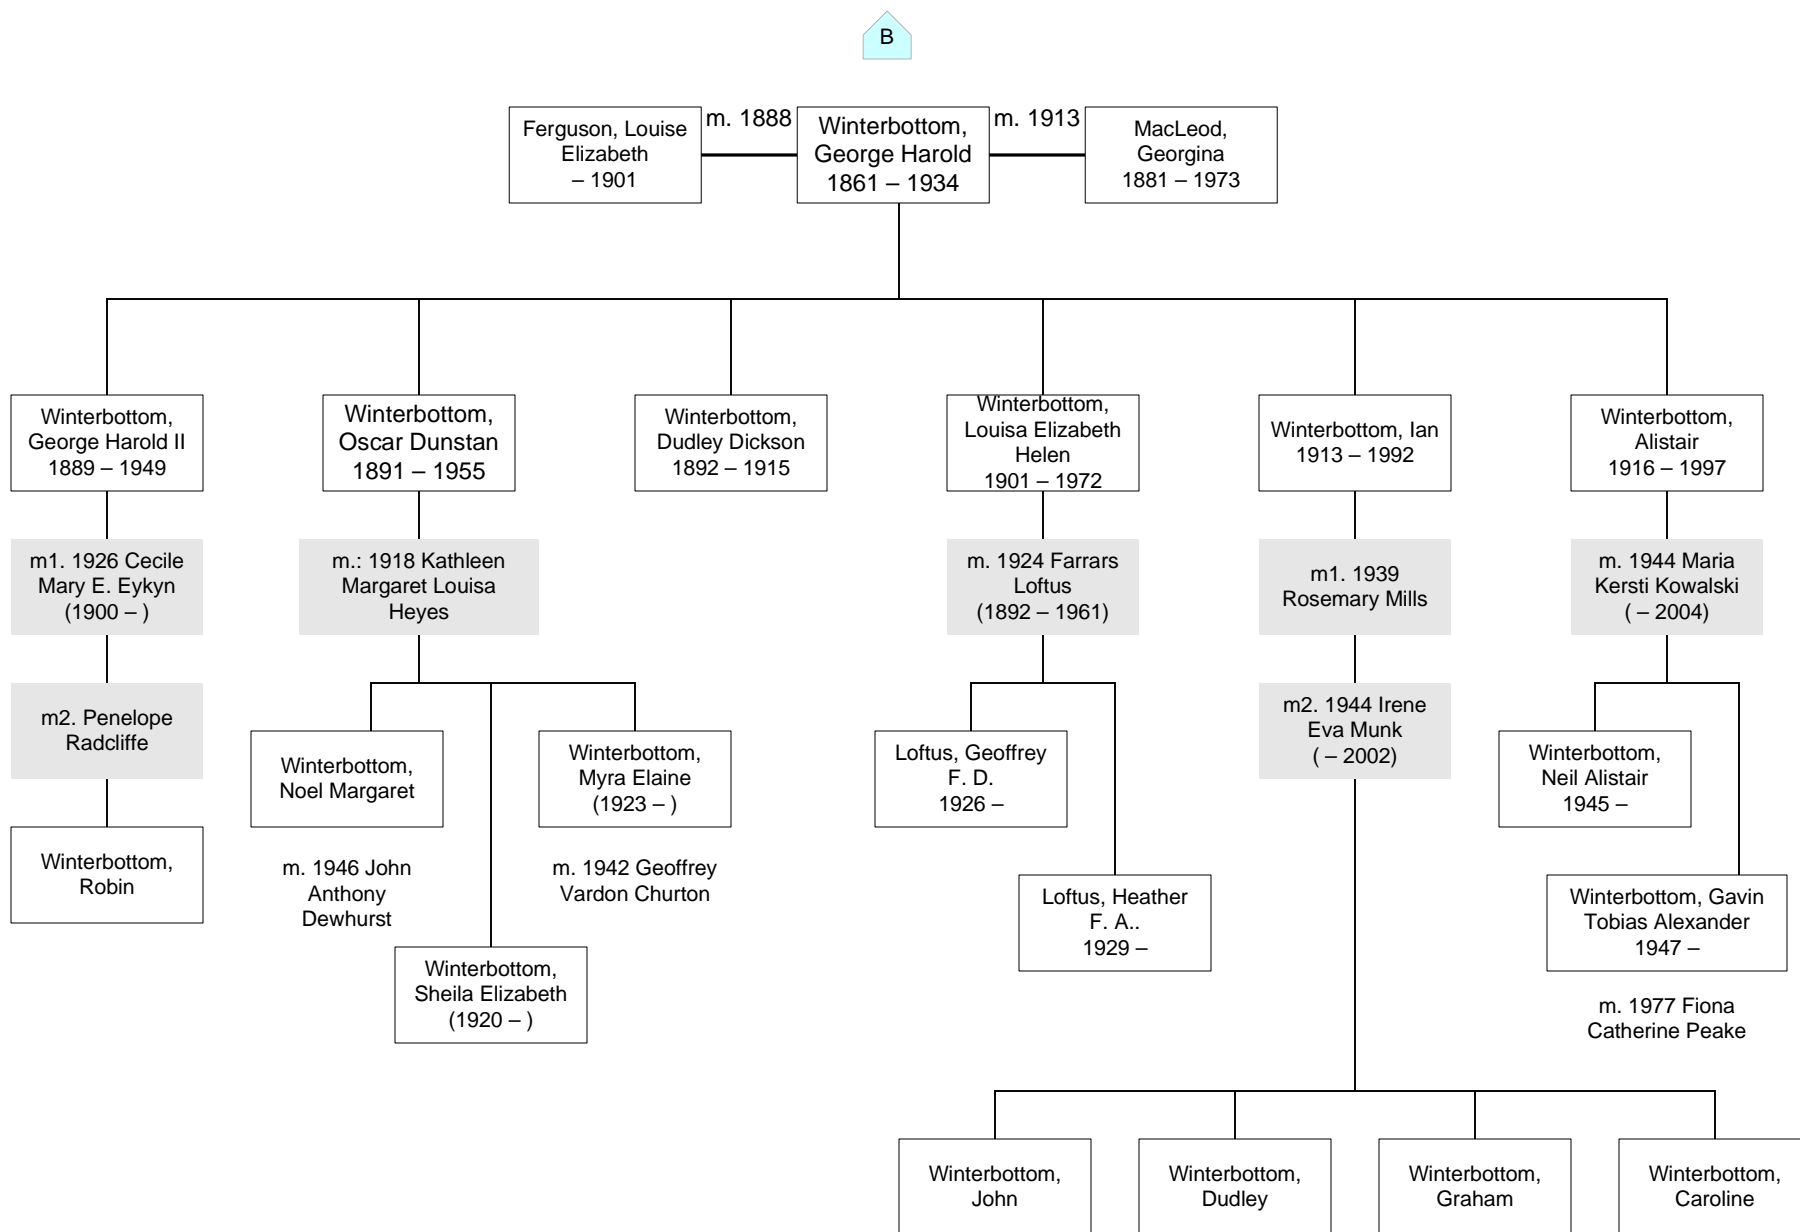 B
Ferguson, Louise
Elizabeth
– 1901
m. 1888
Winterbottom,
George Harold
1861 – 1934
m. 1913
MacLeod,
Georgina
1881 – 1973
Winterbottom,
George Harold II
1889 – 1949
Winterbottom,
Oscar Dunstan
1891 – 1955
Winterbottom,
Dudley Dickson
1892 – 1915
Winterbottom,
Louisa Elizabeth
Helen
1901 – 1972
Winterbottom, Ian
1913 – 1992
Winterbottom,
Alistair
1916 – 1997
m1. 1926 Cecile
Mary E. Eykyn
(1900 – )
m.: 1918 Kathleen
Margaret Louisa
Heyes
m. 1924 Farrars
Loftus
(1892 – 1961)
m1. 1939
Rosemary Mills
m. 1944 Maria
Kersti Kowalski
( – 2004)
m2. Penelope
Radcliffe
m2. 1944 Irene
Eva Munk
( – 2002)
Winterbottom,
Noel Margaret
Winterbottom,
Myra Elaine
(1923 – )
Loftus, Geoffrey
F. D.
1926 –
Winterbottom,
Neil Alistair
1945 –
Winterbottom,
Robin
m. 1946 John
Anthony
Dewhurst
m. 1942 Geoffrey
Vardon Churton
Loftus, Heather
F. A..
1929 –
Winterbottom, Gavin
Tobias Alexander
1947 –
Winterbottom,
Sheila Elizabeth
(1920 – )
m. 1977 Fiona
Catherine Peake
Winterbottom,
John
Winterbottom,
Dudley
Winterbottom,
Graham
Winterbottom,
Caroline